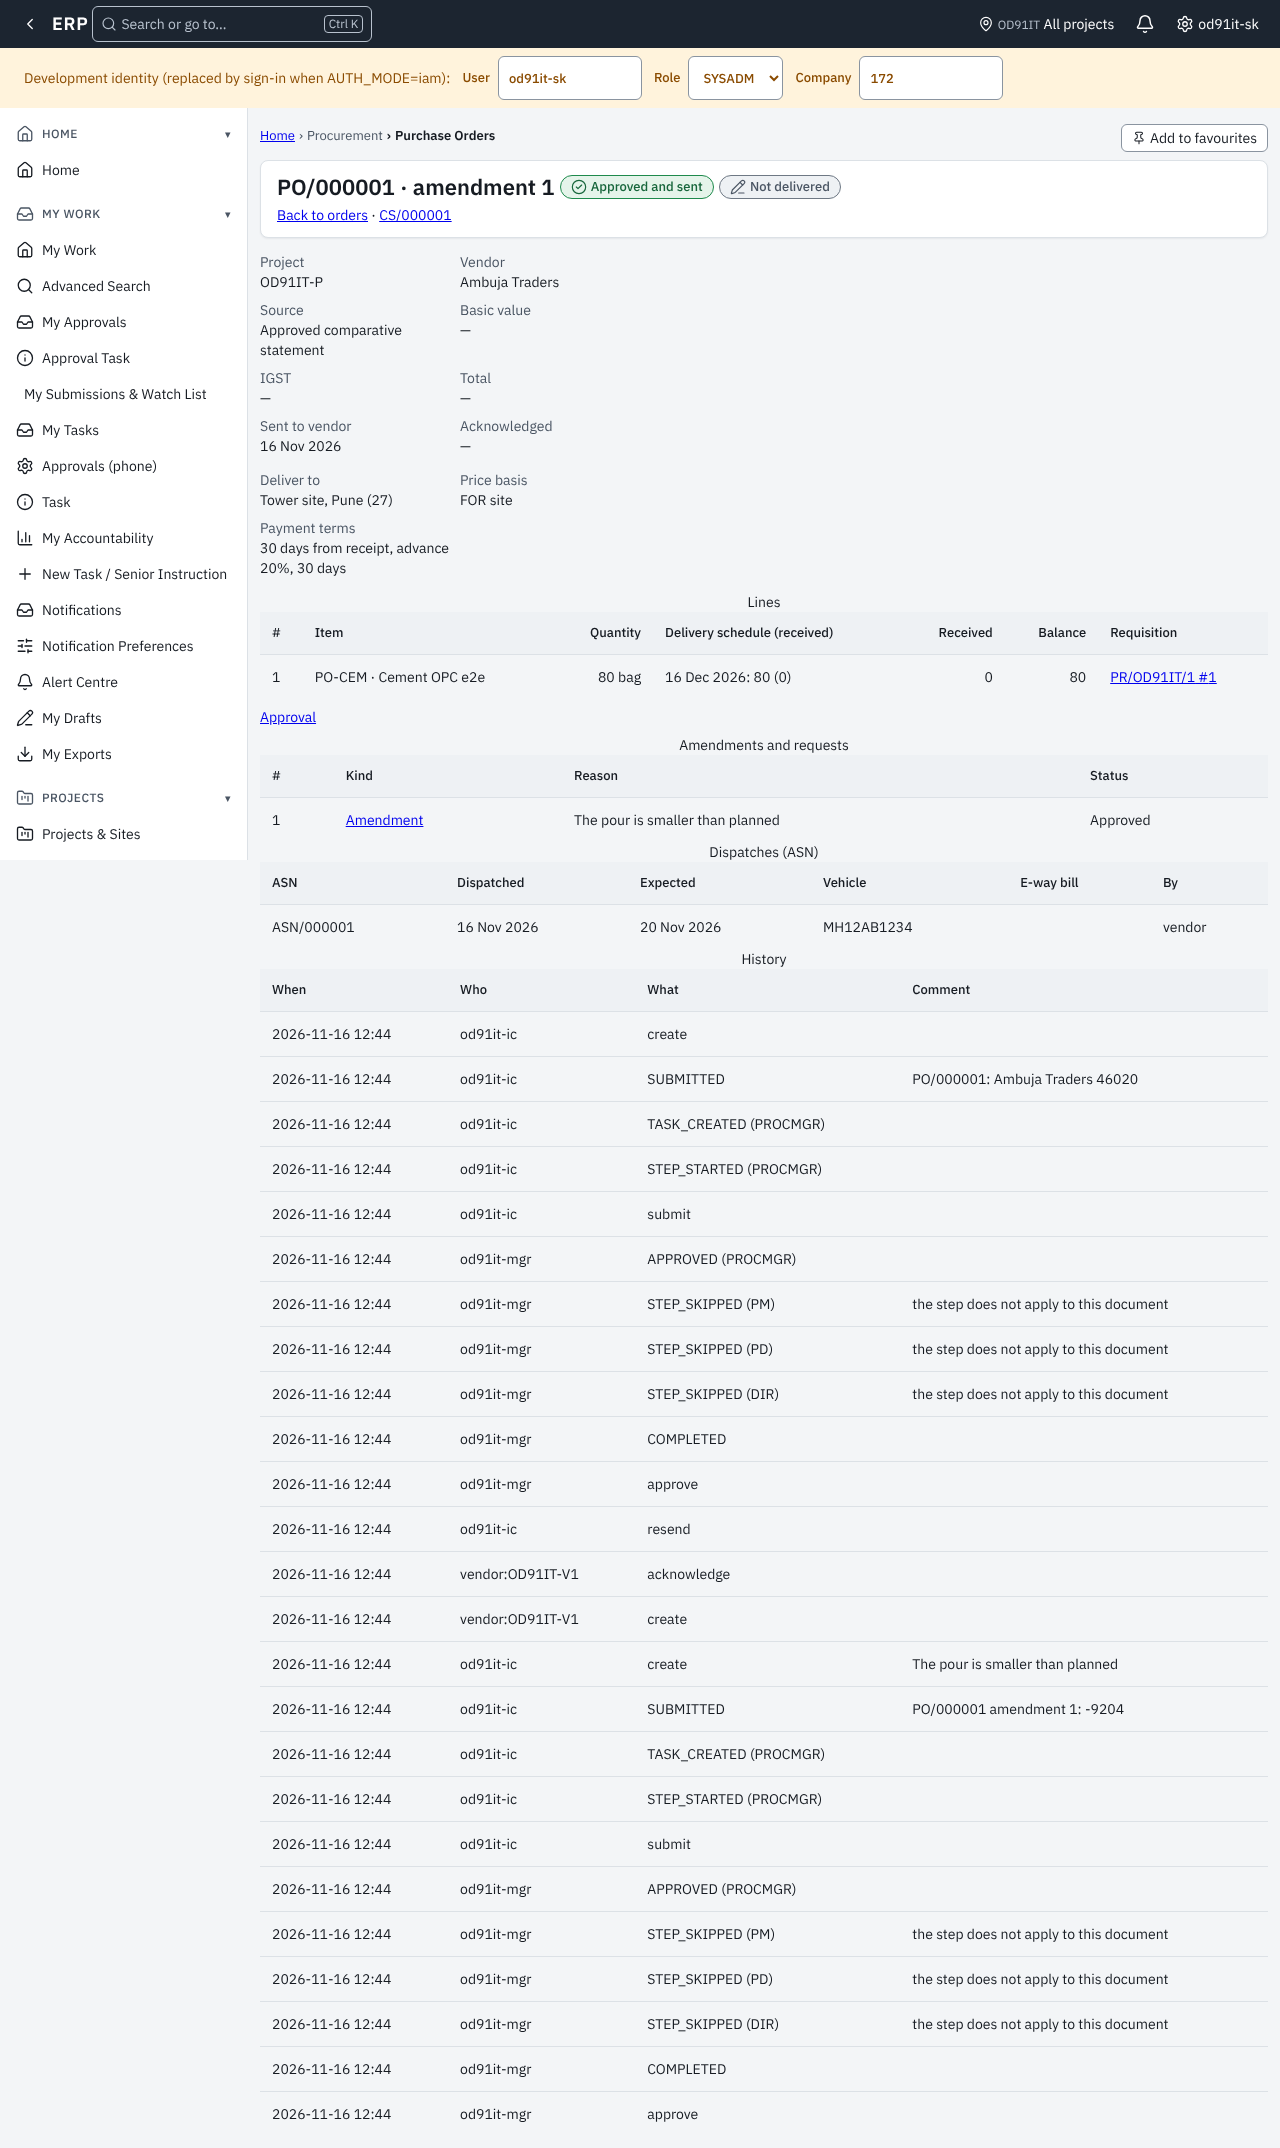 ERP
Search or go to...
Ctrl K
OD91IT All projects
od91it-sk
Development identity (replaced by sign-in when AUTH_MODE=iam):
User
od91it-sk
Role
SYSADM
Company
172
HOME
Home
MY WORK
My Work
Advanced Search
My Approvals
Approval Task
My Submissions & Watch List
My Tasks
Approvals (phone)
Task
My Accountability
New Task / Senior Instruction
Notifications
Notification Preferences
Alert Centre
My Drafts
My Exports
PROJECTS
Projects & Sites
Home › Procurement › Purchase Orders
Add to favourites
PO/000001 · amendment 1
Approved and sent
Not delivered
Back to orders · CS/000001
Project
OD91IT-P
Vendor
Ambuja Traders
Source
Approved comparative
statement
Basic value
—
IGST
—
Total
—
Sent to vendor
16 Nov 2026
Acknowledged
—
Deliver to
Tower site, Pune (27)
Price basis
FOR site
Payment terms
30 days from receipt, advance
20%, 30 days
Lines
# Item Quantity Delivery schedule (received) Received Balance Requisition
1 PO-CEM · Cement OPC e2e 80 bag 16 Dec 2026: 80 (0) 0 80 PR/OD91IT/1 #1
Approval
Amendments and requests
# Kind Reason Status
1 Amendment The pour is smaller than planned Approved
Dispatches (ASN)
ASN Dispatched Expected Vehicle E-way bill By
ASN/000001 16 Nov 2026 20 Nov 2026 MH12AB1234 vendor
History
When Who What Comment
2026-11-16 12:44 od91it-ic create
2026-11-16 12:44 od91it-ic SUBMITTED PO/000001: Ambuja Traders 46020
2026-11-16 12:44 od91it-ic TASK_CREATED (PROCMGR)
2026-11-16 12:44 od91it-ic STEP_STARTED (PROCMGR)
2026-11-16 12:44 od91it-ic submit
2026-11-16 12:44 od91it-mgr APPROVED (PROCMGR)
2026-11-16 12:44 od91it-mgr STEP_SKIPPED (PM) the step does not apply to this document
2026-11-16 12:44 od91it-mgr STEP_SKIPPED (PD) the step does not apply to this document
2026-11-16 12:44 od91it-mgr STEP_SKIPPED (DIR) the step does not apply to this document
2026-11-16 12:44 od91it-mgr COMPLETED
2026-11-16 12:44 od91it-mgr approve
2026-11-16 12:44 od91it-ic resend
2026-11-16 12:44 vendor:OD91IT-V1 acknowledge
2026-11-16 12:44 vendor:OD91IT-V1 create
2026-11-16 12:44 od91it-ic create The pour is smaller than planned
2026-11-16 12:44 od91it-ic SUBMITTED PO/000001 amendment 1: -9204
2026-11-16 12:44 od91it-ic TASK_CREATED (PROCMGR)
2026-11-16 12:44 od91it-ic STEP_STARTED (PROCMGR)
2026-11-16 12:44 od91it-ic submit
2026-11-16 12:44 od91it-mgr APPROVED (PROCMGR)
2026-11-16 12:44 od91it-mgr STEP_SKIPPED (PM) the step does not apply to this document
2026-11-16 12:44 od91it-mgr STEP_SKIPPED (PD) the step does not apply to this document
2026-11-16 12:44 od91it-mgr STEP_SKIPPED (DIR) the step does not apply to this document
2026-11-16 12:44 od91it-mgr COMPLETED
2026-11-16 12:44 od91it-mgr approve